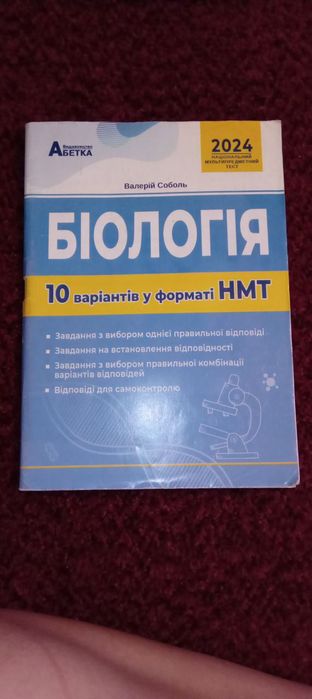 Видавництво
АБЕТКА
2024
НАЦІОНАЛЬНИЙ
МУЛЬТИПРЕДМЕТНИЙ
ТЕСТ
Валерій Соболь
БІОЛОГІЯ
10 варіантів у форматі НМТ
Завдання з вибором однієї правильної відповіді
Завдання на встановлення відповідності
Завдання з вибором правильної комбінації
варіантів відповідей
Відповіді для самоконтролю